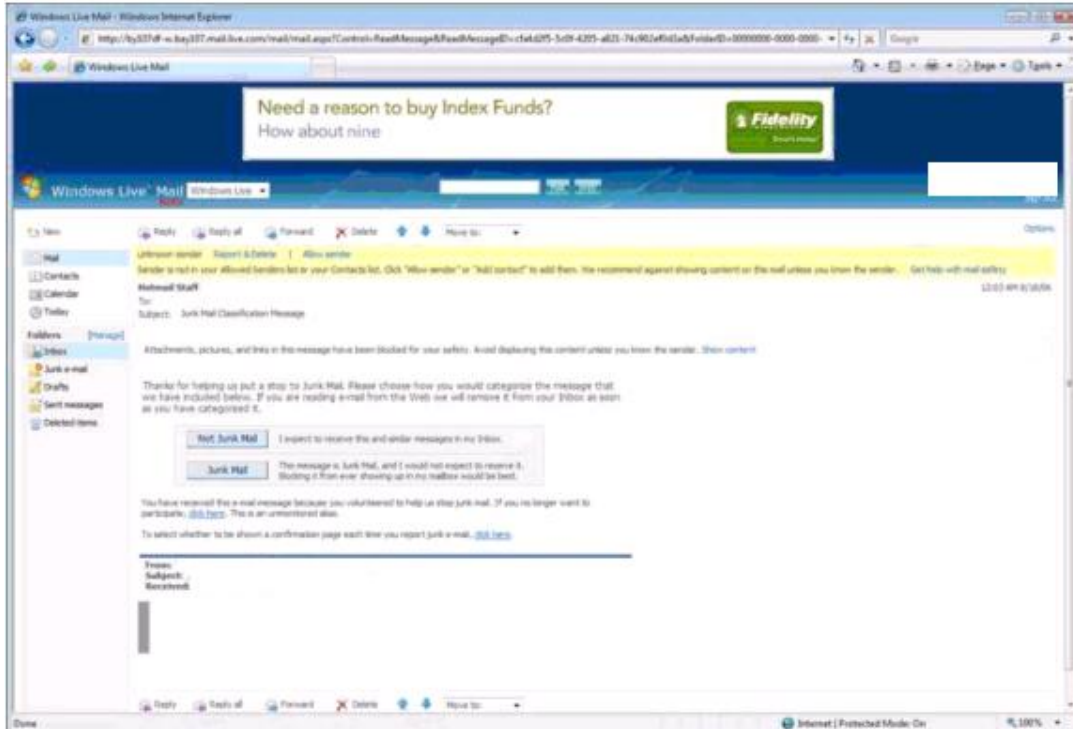 Windows Live Mail - Windows Internet Explorer
Google
Windows Live Mail
Page Tools
Need a reason to buy Index Funds?
How about nine
Fidelity
Windows Live Mail Windows Live
Beta
New
Reply Reply all Forward Delete Move to:
Options
Mail
Contacts
Calendar
Today
Folders [Manage]
Inbox
Junk e-mail
Drafts
Sent messages
Deleted items
Unknown sender Report & Delete | Allow sender
Sender is not in your Allowed Senders list or your Contacts list. Click "Allow sender" or "Add contact" to add them. We recommend against showing content on the mail unless you know the sender. Get help with mail safety
Hotmail Staff
To:
Subject: Junk Mail Classification Message
Attachments, pictures, and links in this message have been blocked for your safety. Avoid displaying this content unless you know the sender. Show content
Thanks for helping us put a stop to Junk Mail. Please choose how you would categorize the message that
we have included below. If you are reading e-mail from the Web we will remove it from your Inbox as soon
as you have categorized it.
Not Junk Mail I expect to receive this and similar messages in my Inbox.
Junk Mail This message is Junk Mail, and I would not expect to receive it.
Blocking it from ever showing up in my mailbox would be best.
You have received this e-mail message because you volunteered to help us stop junk mail. If you no longer want to
participate, click here. This is an unmonitored alias.
To select whether to be shown a confirmation page each time you report junk e-mail, click here.
From:
Subject:
Received:
Reply Reply all Forward Delete Move to:
Done
Internet | Protected Mode: On
100%